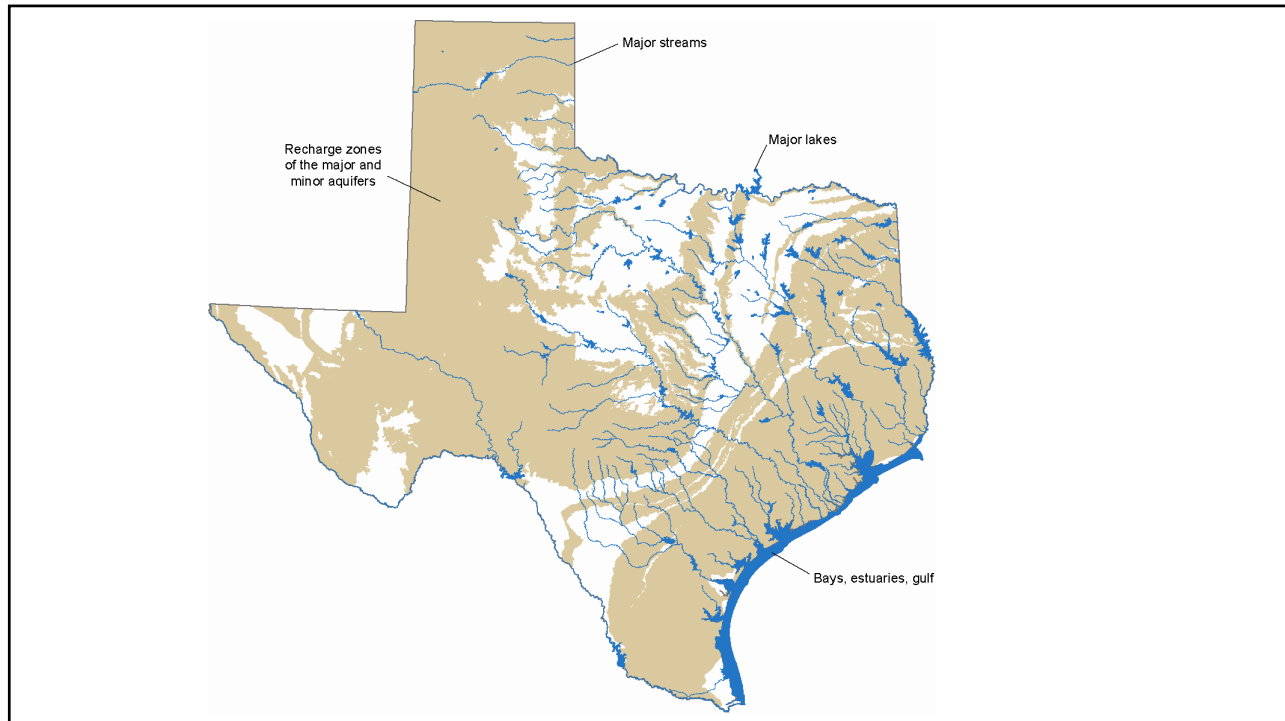 Major streams
Major lakes
Recharge zones
of the major and
minor aquifers
Bays, estuaries, gulf